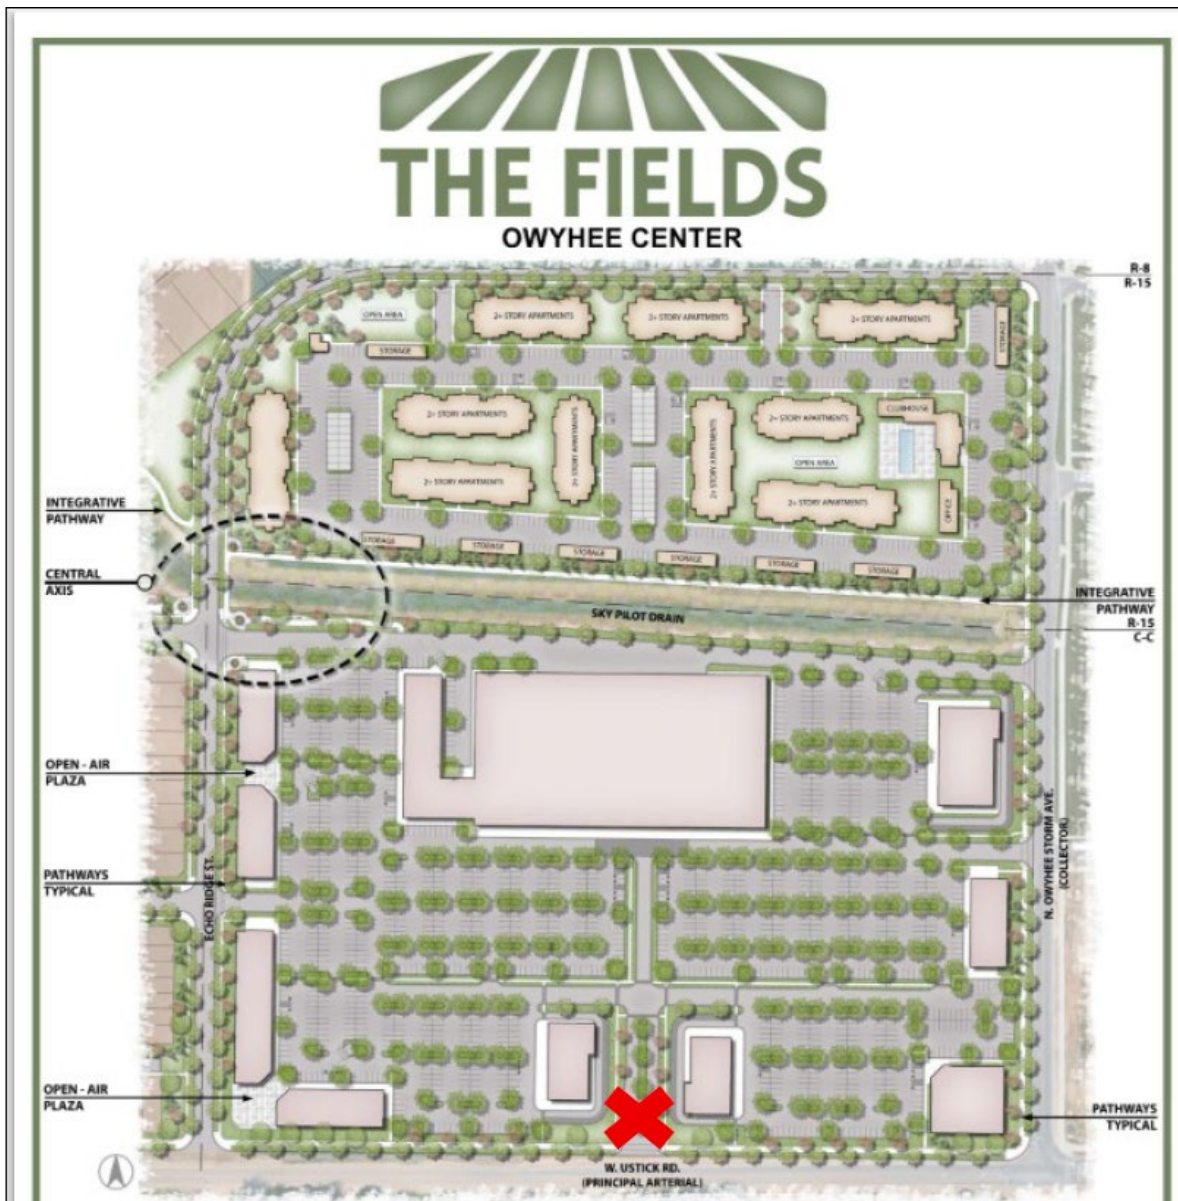 THE FIELDS
OWYHEE CENTER
R-8
R-15
2+ STORY APARTMENTS
2+ STORY APARTMENTS
2+ STORY APARTMENTS
OPEN AREA
STORAGE
STORAGE
2+ STORY APARTMENTS
2+ STORY APARTMENTS
2+ STORY APARTMENTS
2+ STORY APARTMENTS
2+ STORY APARTMENTS
2+ STORY APARTMENTS
CLUBHOUSE
OPEN AREA
OFFICE
INTEGRATIVE
PATHWAY
STORAGE
STORAGE
STORAGE
STORAGE
STORAGE
STORAGE
CENTRAL
AXIS
SKY PILOT DRAIN
INTEGRATIVE
PATHWAY
R-15
C-C
OPEN - AIR
PLAZA
PATHWAYS
TYPICAL
ECHO RIDGE ST.
N. OWYHEE STORM AVE.
(COLLECTOR)
OPEN - AIR
PLAZA
PATHWAYS
TYPICAL
W. USTICK RD.
(PRINCIPAL ARTERIAL)